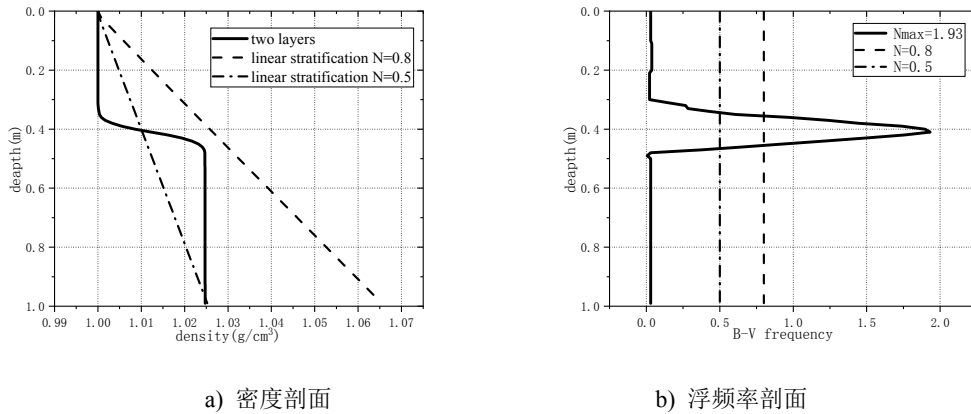 0.0
0.2
0.4
0.6
0.8
1.0
deapth(m)
two layers
linear stratification N=0.8
linear stratification N=0.5
0.99 1.00 1.01 1.02 1.03 1.04 1.05 1.06 1.07
density(g/cm³)
a) 密度剖面
0.0
0.2
0.4
0.6
0.8
1.0
deapth(m)
Nmax=1.93
N=0.8
N=0.5
0.0 0.5 1.0 1.5 2.0
B-V frequency
b) 浮频率剖面